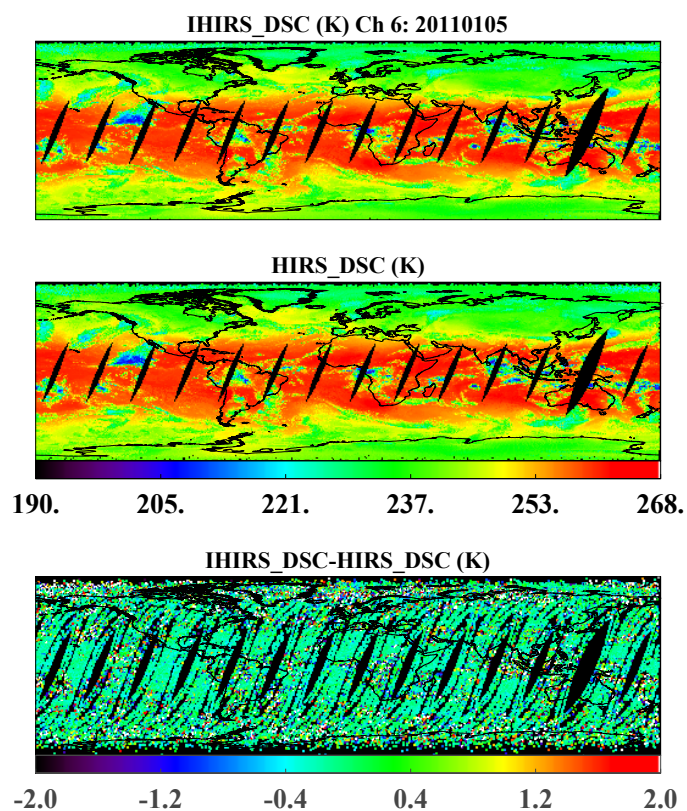 IHIRS_DSC (K) Ch 6: 20110105
HIRS_DSC (K)
190. 205. 221. 237. 253. 268.
IHIRS_DSC-HIRS_DSC (K)
-2.0 -1.2 -0.4 0.4 1.2 2.0